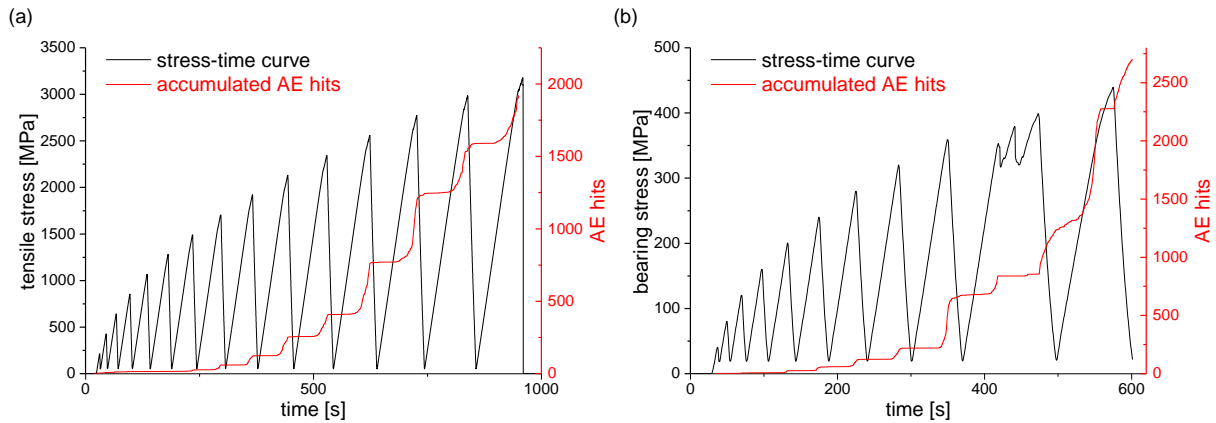 (a)
stress-time curve
accumulated AE hits
tensile stress [MPa]
3500
3000
2500
2000
1500
1000
500
0
2000
1500
1000
500
0
AE hits
0
500
1000
time [s]
(b)
stress-time curve
accumulated AE hits
bearing stress [MPa]
500
400
300
200
100
0
2500
2000
1500
1000
500
0
AE hits
0
200
400
600
time [s]